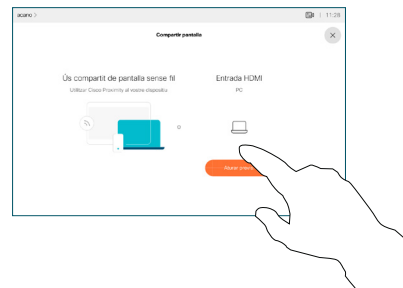 acano >
11:28
Compartir pantalla
Ús compartit de pantalla sense fil
Utilitzar Cisco Proximity al vostre dispositiu
o
Entrada HDMI
PC
Aturar